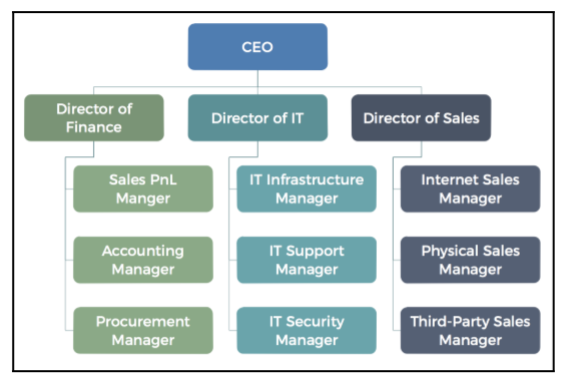 CEO
Director of
Finance
Director of IT
Director of Sales
Sales PnL
Manger
IT Infrastructure
Manager
Internet Sales
Manager
Accounting
Manager
IT Support
Manager
Physical Sales
Manager
Procurement
Manager
IT Security
Manager
Third-Party Sales
Manager